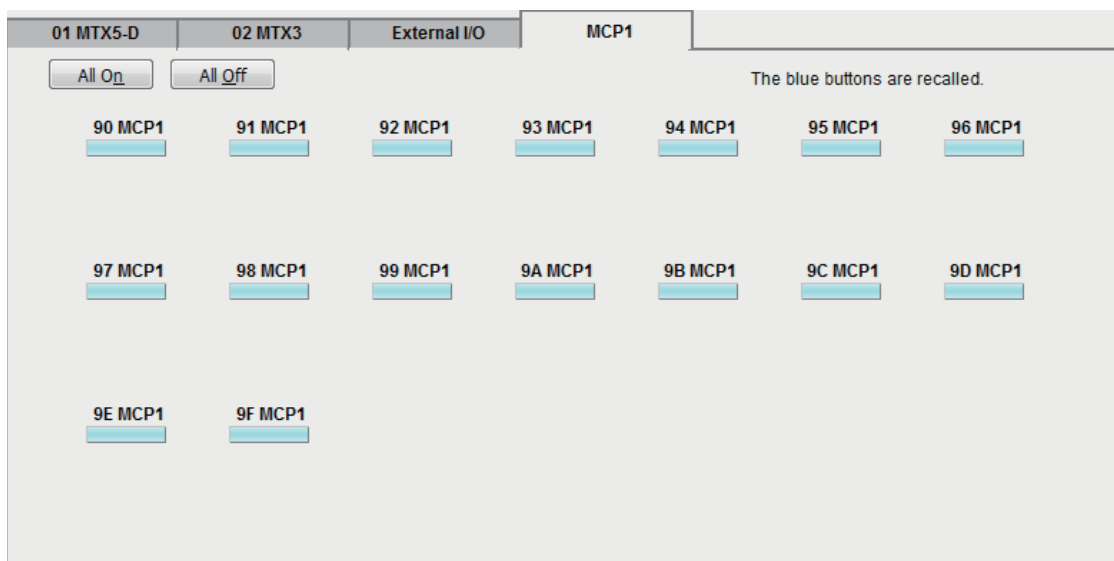 01 MTX5-D 02 MTX3 External I/O MCP1
All On All Off The blue buttons are recalled.
90 MCP1 91 MCP1 92 MCP1 93 MCP1 94 MCP1 95 MCP1 96 MCP1
97 MCP1 98 MCP1 99 MCP1 9A MCP1 9B MCP1 9C MCP1 9D MCP1
9E MCP1 9F MCP1